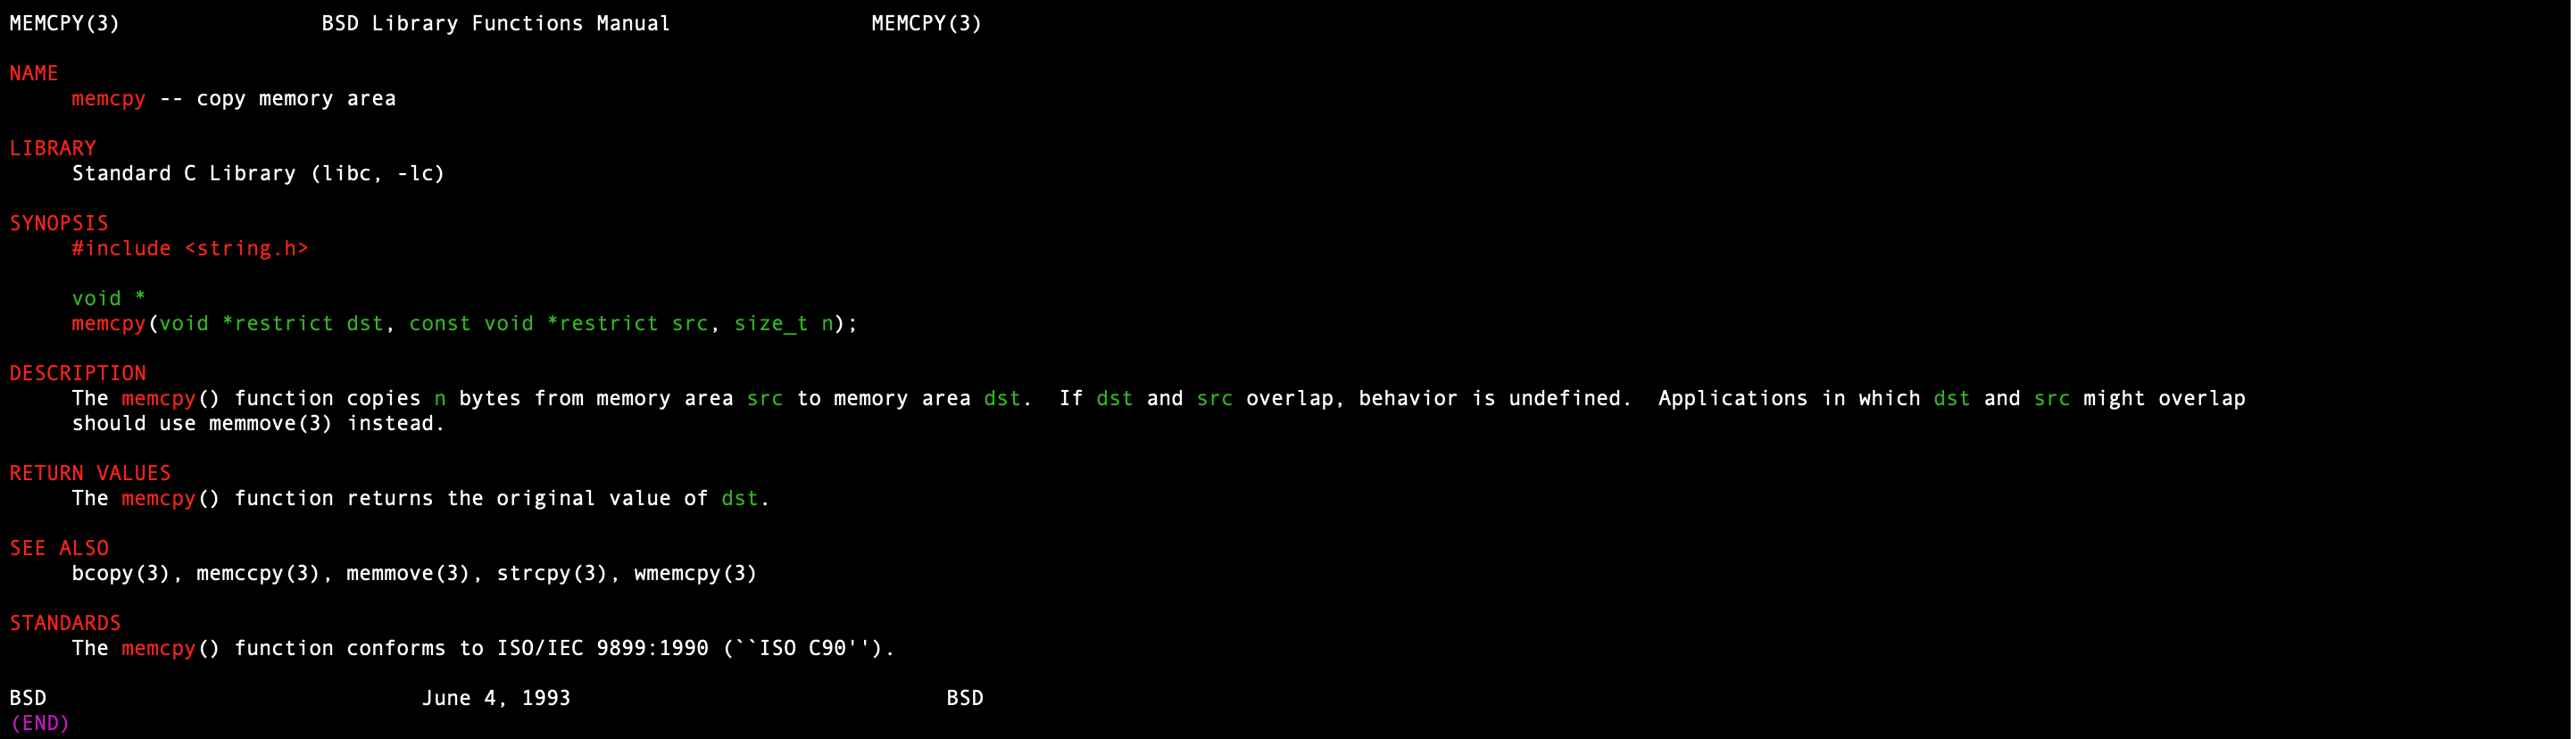 MEMCPY(3)                BSD Library Functions Manual                MEMCPY(3)

NAME
     memcpy -- copy memory area

LIBRARY
     Standard C Library (libc, -lc)

SYNOPSIS
     #include <string.h>

     void *
     memcpy(void *restrict dst, const void *restrict src, size_t n);

DESCRIPTION
     The memcpy() function copies n bytes from memory area src to memory area dst.  If dst and src overlap, behavior is undefined.  Applications in which dst and src might overlap
     should use memmove(3) instead.

RETURN VALUES
     The memcpy() function returns the original value of dst.

SEE ALSO
     bcopy(3), memccpy(3), memmove(3), strcpy(3), wmemcpy(3)

STANDARDS
     The memcpy() function conforms to ISO/IEC 9899:1990 (``ISO C90'').

BSD                              June 4, 1993                              BSD
(END)